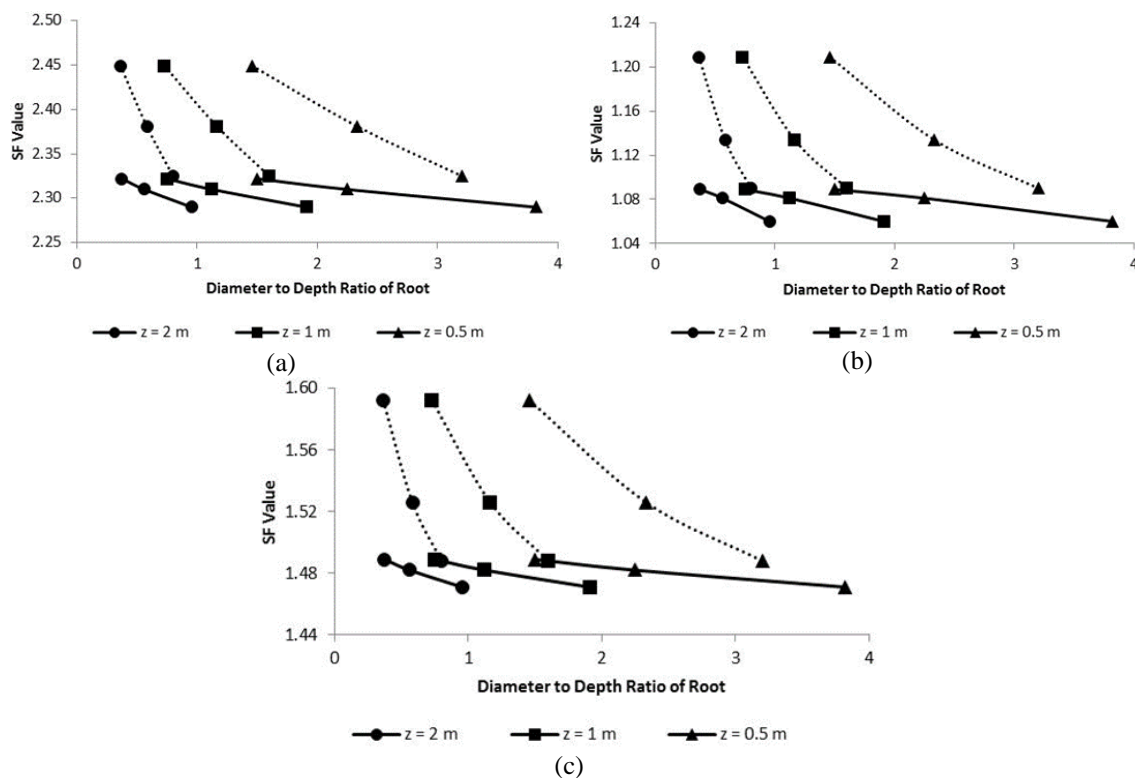 2.50
2.45
2.40
2.35
2.30
2.25
SF Value
0 1 2 3 4
Diameter to Depth Ratio of Root
z = 2 m z = 1 m z = 0.5 m
(a)
1.24
1.20
1.16
1.12
1.08
1.04
SF Value
0 1 2 3 4
Diameter to Depth Ratio of Root
z = 2 m z = 1 m z = 0.5 m
(b)
1.60
1.56
1.52
1.48
1.44
SF Value
0 1 2 3 4
Diameter to Depth Ratio of Root
z = 2 m z = 1 m z = 0.5 m
(c)